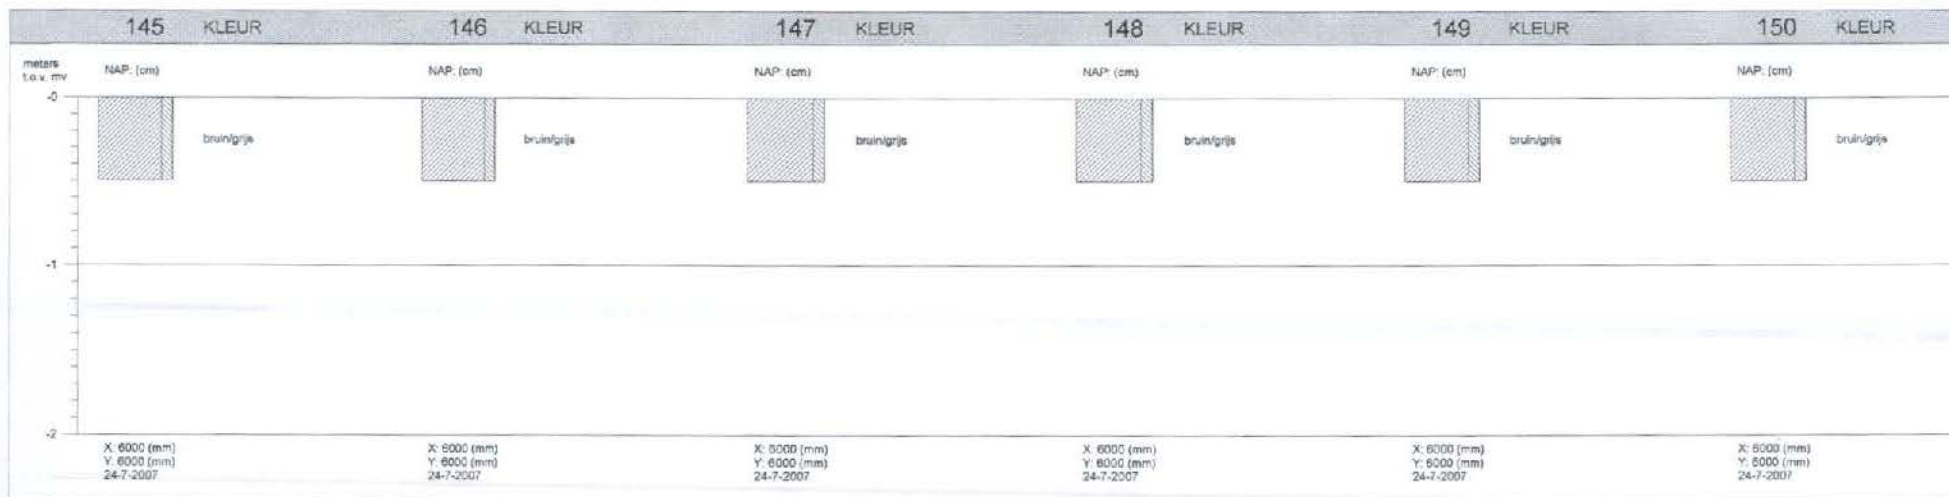 145 KLEUR 146 KLEUR 147 KLEUR 148 KLEUR 149 KLEUR 150 KLEUR
meters
t.o.v. mv
NAP: (cm) NAP: (cm) NAP: (cm) NAP: (cm) NAP: (cm) NAP: (cm)
-0
bruin/grijs bruin/grijs bruin/grijs bruin/grijs bruin/grijs bruin/grijs
-1
-2
X: 6000 (mm) X: 6000 (mm) X: 6000 (mm) X: 6000 (mm) X: 6000 (mm) X: 6000 (mm)
Y: 6000 (mm) Y: 6000 (mm) Y: 6000 (mm) Y: 6000 (mm) Y: 6000 (mm) Y: 6000 (mm)
24-7-2007 24-7-2007 24-7-2007 24-7-2007 24-7-2007 24-7-2007